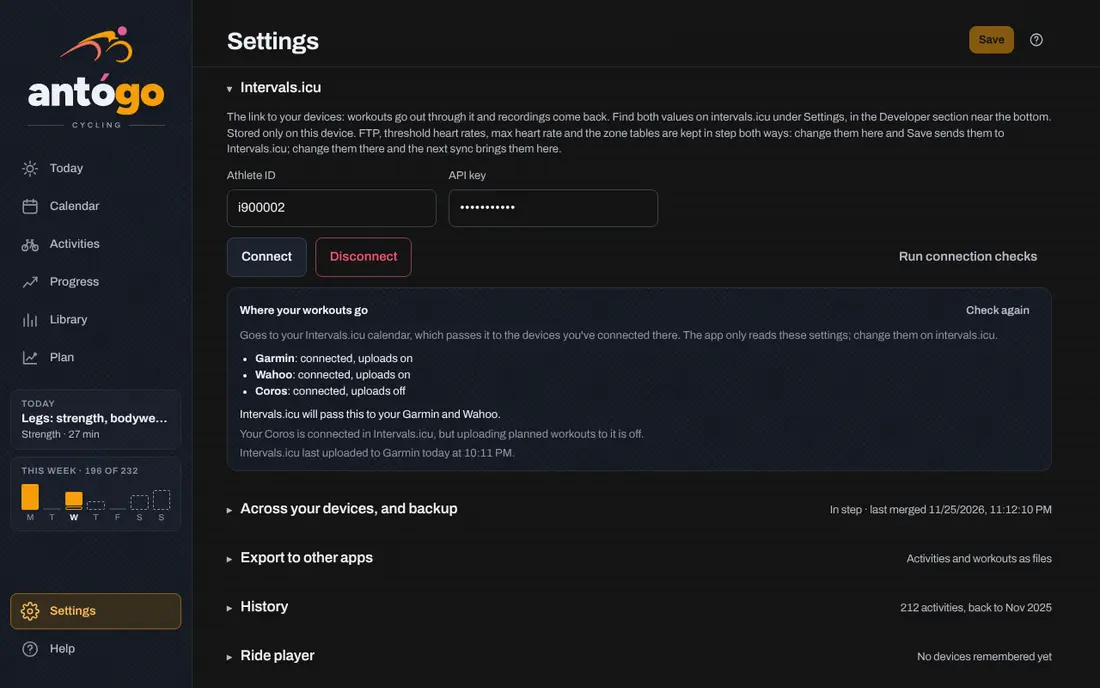 Settings
Save
antógo
CYCLING
Today
Calendar
Activities
Progress
Library
Plan
TODAY
Legs: strength, bodywe...
Strength · 27 min
THIS WEEK · 196 OF 232
M T W T F S S
Settings
Help
Intervals.icu
The link to your devices: workouts go out through it and recordings come back. Find both values on intervals.icu under Settings, in the Developer section near the bottom.
Stored only on this device. FTP, threshold heart rates, max heart rate and the zone tables are kept in step both ways: change them here and Save sends them to
Intervals.icu; change them there and the next sync brings them here.
Athlete ID
API key
i900002
•••••••••••
Connect
Disconnect
Run connection checks
Where your workouts go
Check again
Goes to your Intervals.icu calendar, which passes it to the devices you've connected there. The app only reads these settings; change them on intervals.icu.
• Garmin: connected, uploads on
• Wahoo: connected, uploads on
• Coros: connected, uploads off
Intervals.icu will pass this to your Garmin and Wahoo.
Your Coros is connected in Intervals.icu, but uploading planned workouts to it is off.
Intervals.icu last uploaded to Garmin today at 10:11 PM.
Across your devices, and backup
In step · last merged 11/25/2026, 11:12:10 PM
Export to other apps
Activities and workouts as files
History
212 activities, back to Nov 2025
Ride player
No devices remembered yet